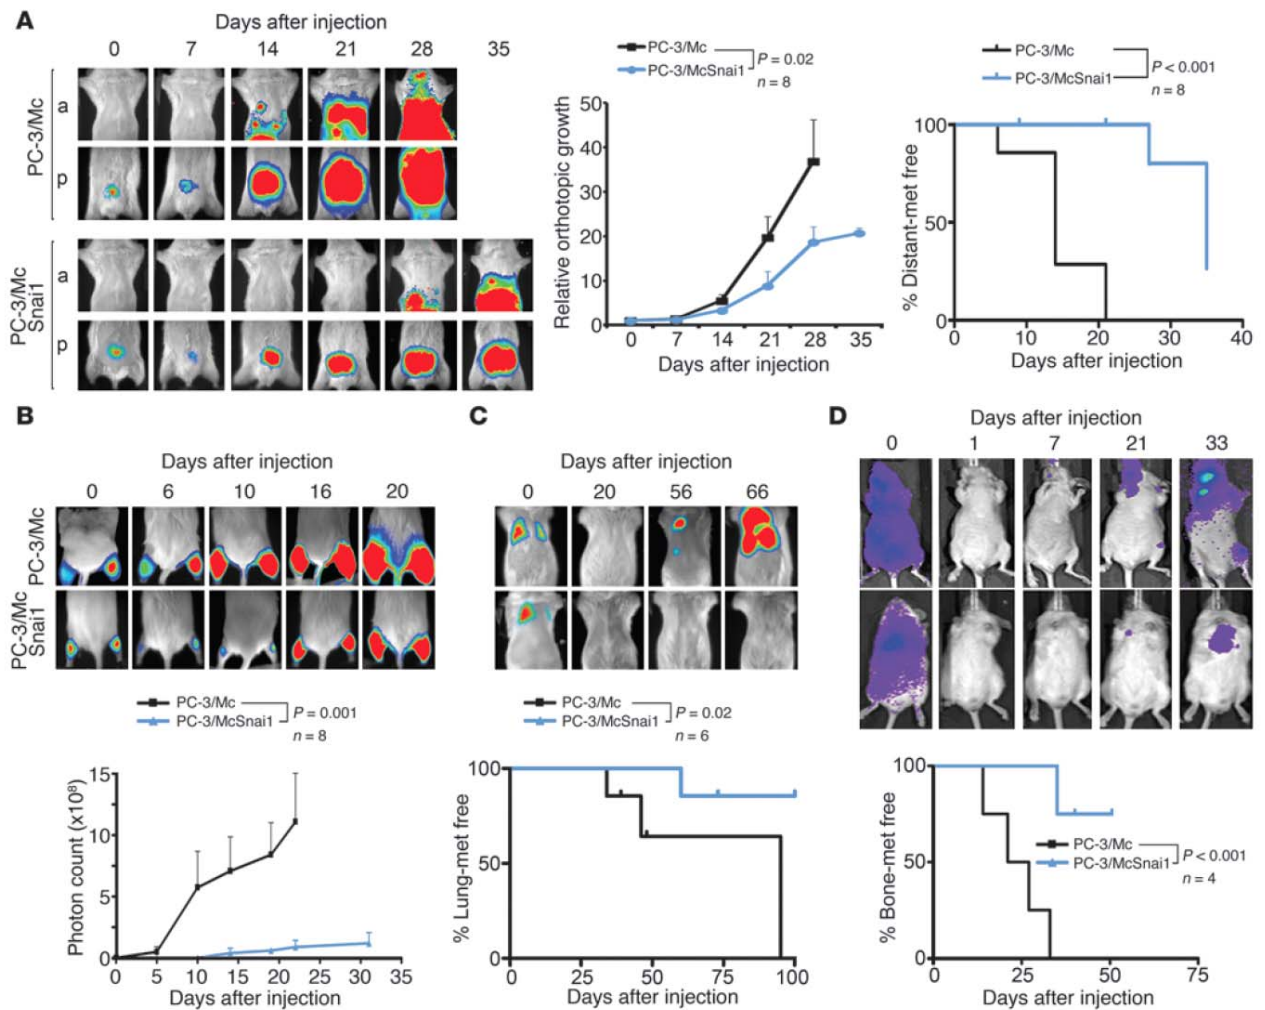 A
Days after injection
0 7 14 21 28 35
PC-3/Mc
a
p
PC-3/Mc
Snai1
a
p
PC-3/Mc
PC-3/McSnai1
P = 0.02
n = 8
Relative orthotopic growth
50
40
30
20
10
0
0 7 14 21 28 35
Days after injection
PC-3/Mc
PC-3/McSnai1
P < 0.001
n = 8
% Distant-met free
100
50
0
0 10 20 30 40
Days after injection
B
Days after injection
0 6 10 16 20
PC-3/Mc
PC-3/Mc
Snai1
PC-3/Mc
PC-3/McSnai1
P = 0.001
n = 8
Photon count (x10⁸)
15
10
5
0
0 5 10 15 20 25 30 35
Days after injection
C
Days after injection
0 20 56 66
PC-3/Mc
PC-3/McSnai1
P = 0.02
n = 6
% Lung-met free
100
50
0
0 25 50 75 100
Days after injection
D
Days after injection
0 1 7 21 33
% Bone-met free
100
50
0
PC-3/Mc
PC-3/McSnai1
P < 0.001
n = 4
0 25 50 75
Days after injection